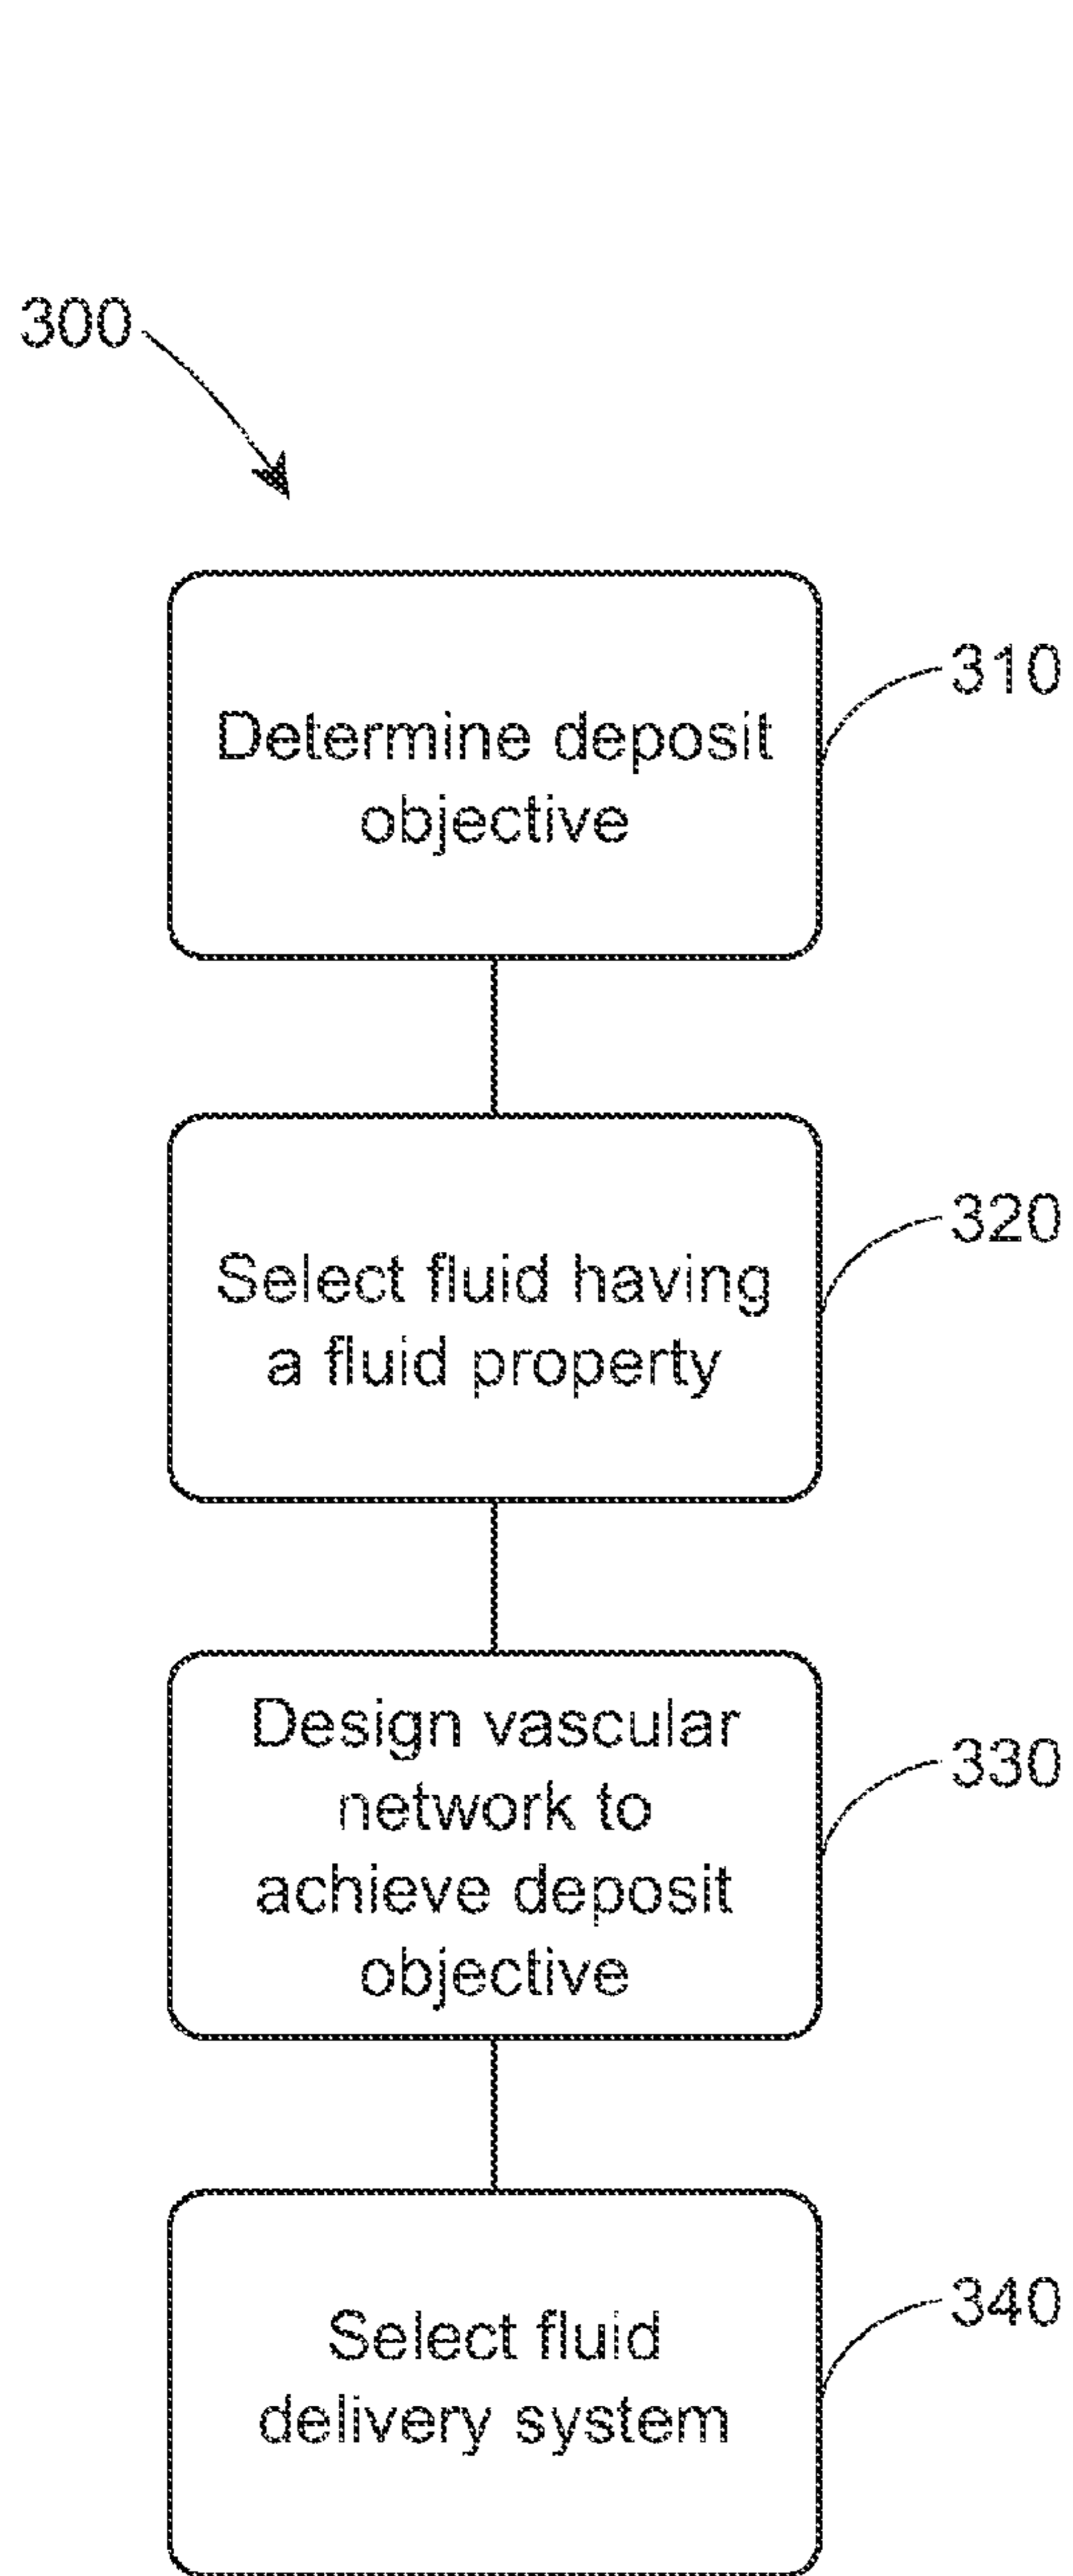 300
310
Determine deposit
objective
320
Select fluid having
a fluid property
330
Design vascular
network to
achieve deposit
objective
340
Select fluid
delivery system